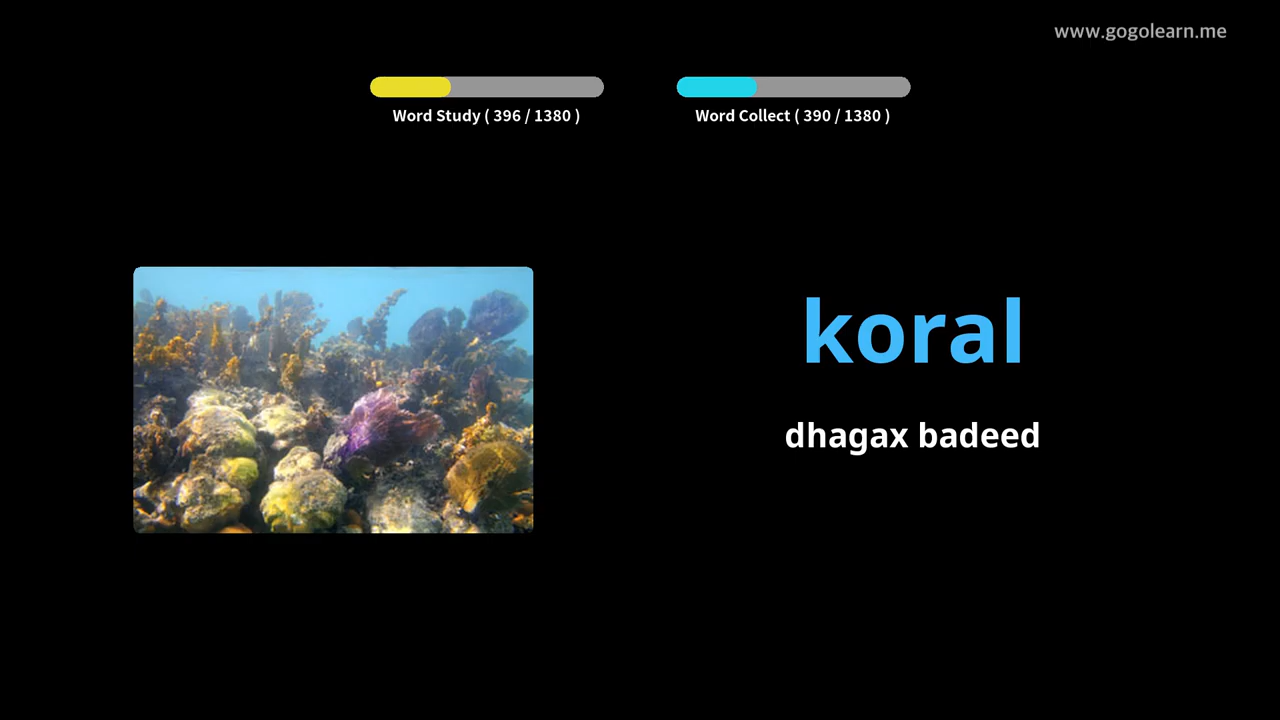 www.gogolearn.me
Word Study ( 396 / 1380 )
Word Collect ( 390 / 1380 )
koral
dhagax badeed